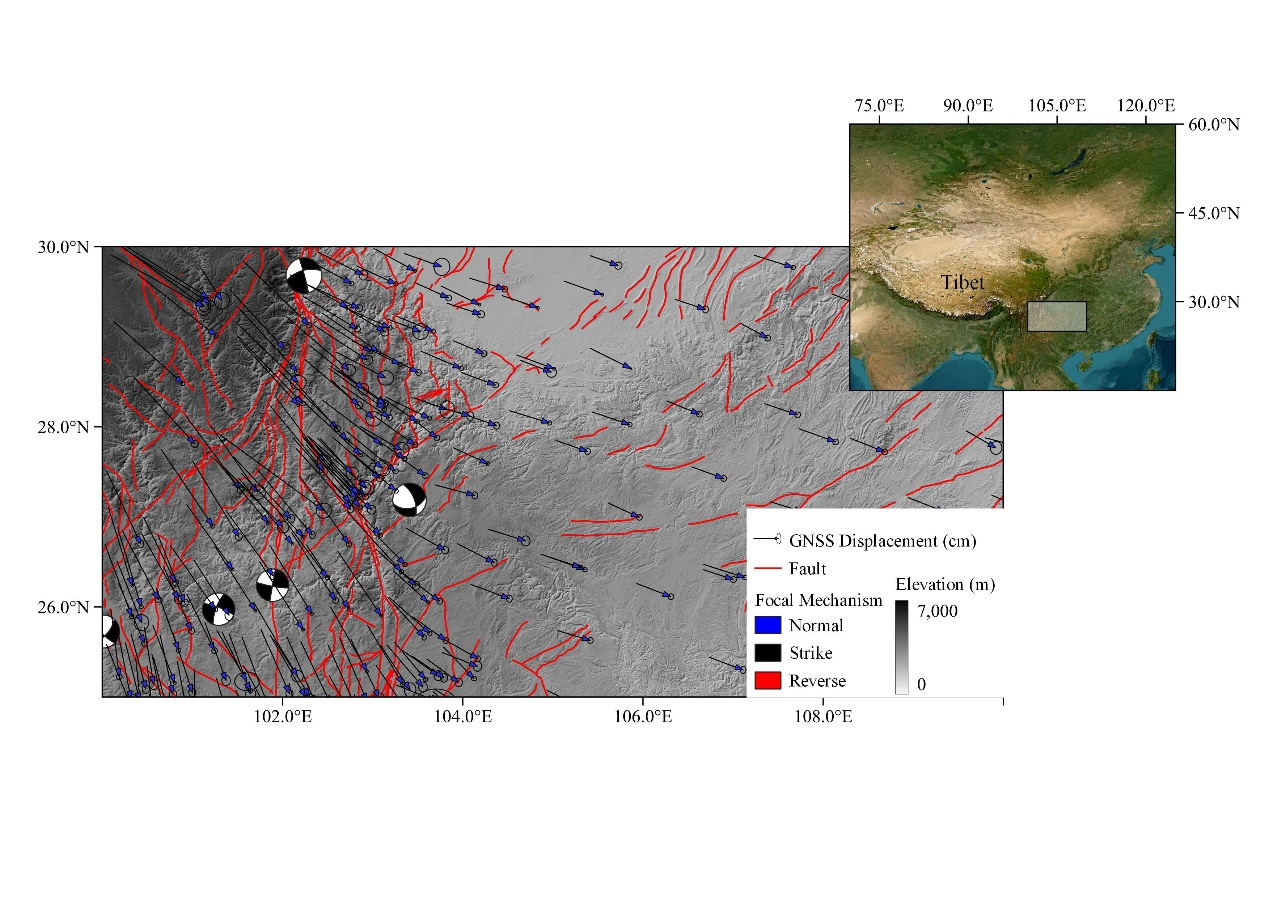 75.0°E 90.0°E 105.0°E 120.0°E
60.0°N
45.0°N
30.0°N
Tibet
30.0°N
28.0°N
26.0°N
102.0°E 104.0°E 106.0°E 108.0°E
GNSS Displacement (cm)
Fault
Focal Mechanism
Normal
Strike
Reverse
Elevation (m)
7,000
0